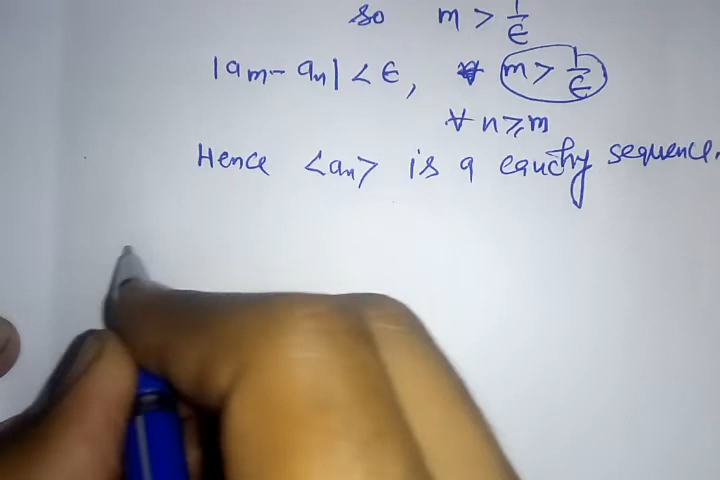 so m > 1/ε
|am - an| < ε, ∀ m > 1/ε
∀ n ≥ m
Hence <an> is a cauchy sequence.